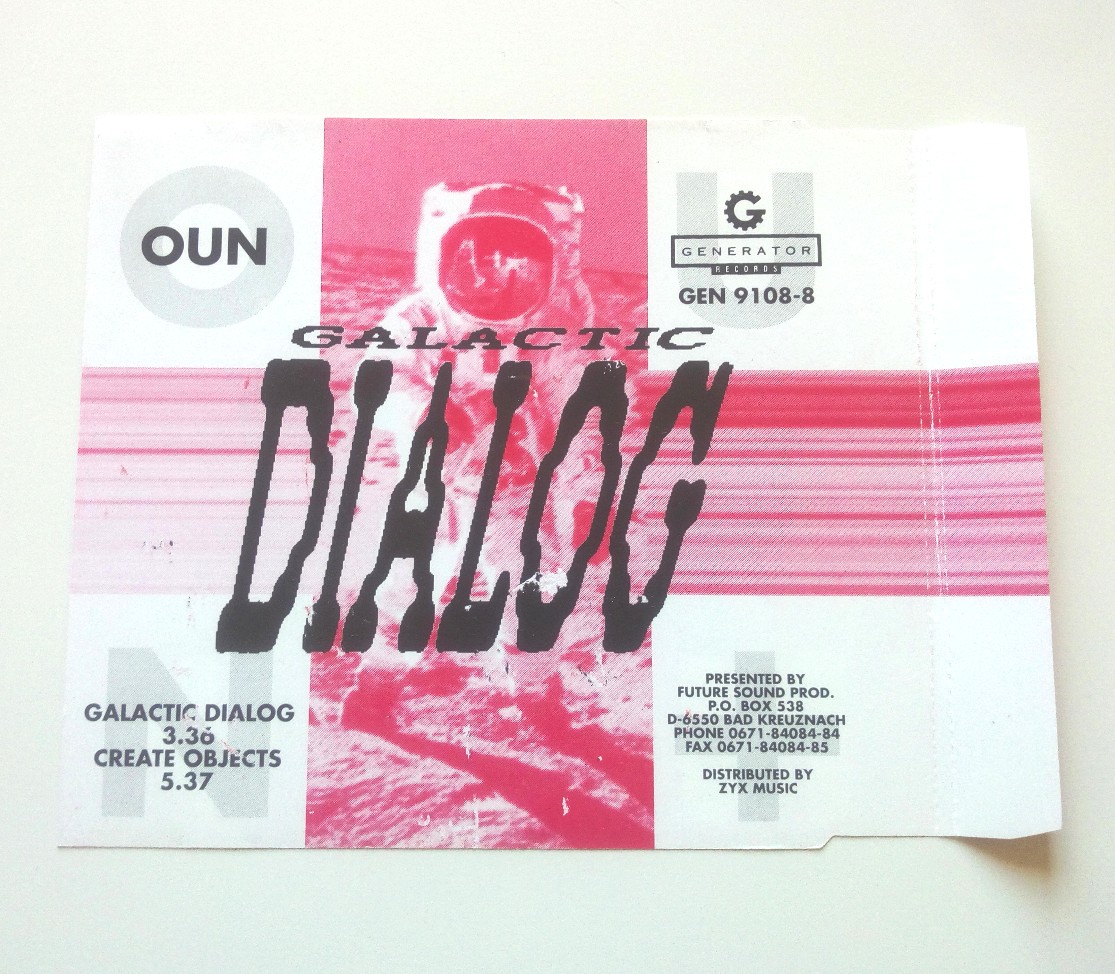 OUN
G
GENERATOR
RECORDS
GEN 9108-8
GALACTIC
DIALOG
GALACTIC DIALOG
3.36
CREATE OBJECTS
5.37
PRESENTED BY
FUTURE SOUND PROD.
P.O. BOX 538
D-6550 BAD KREUZNACH
PHONE 0671-84084-84
FAX 0671-84084-85
DISTRIBUTED BY
ZYX MUSIC
O
U
N